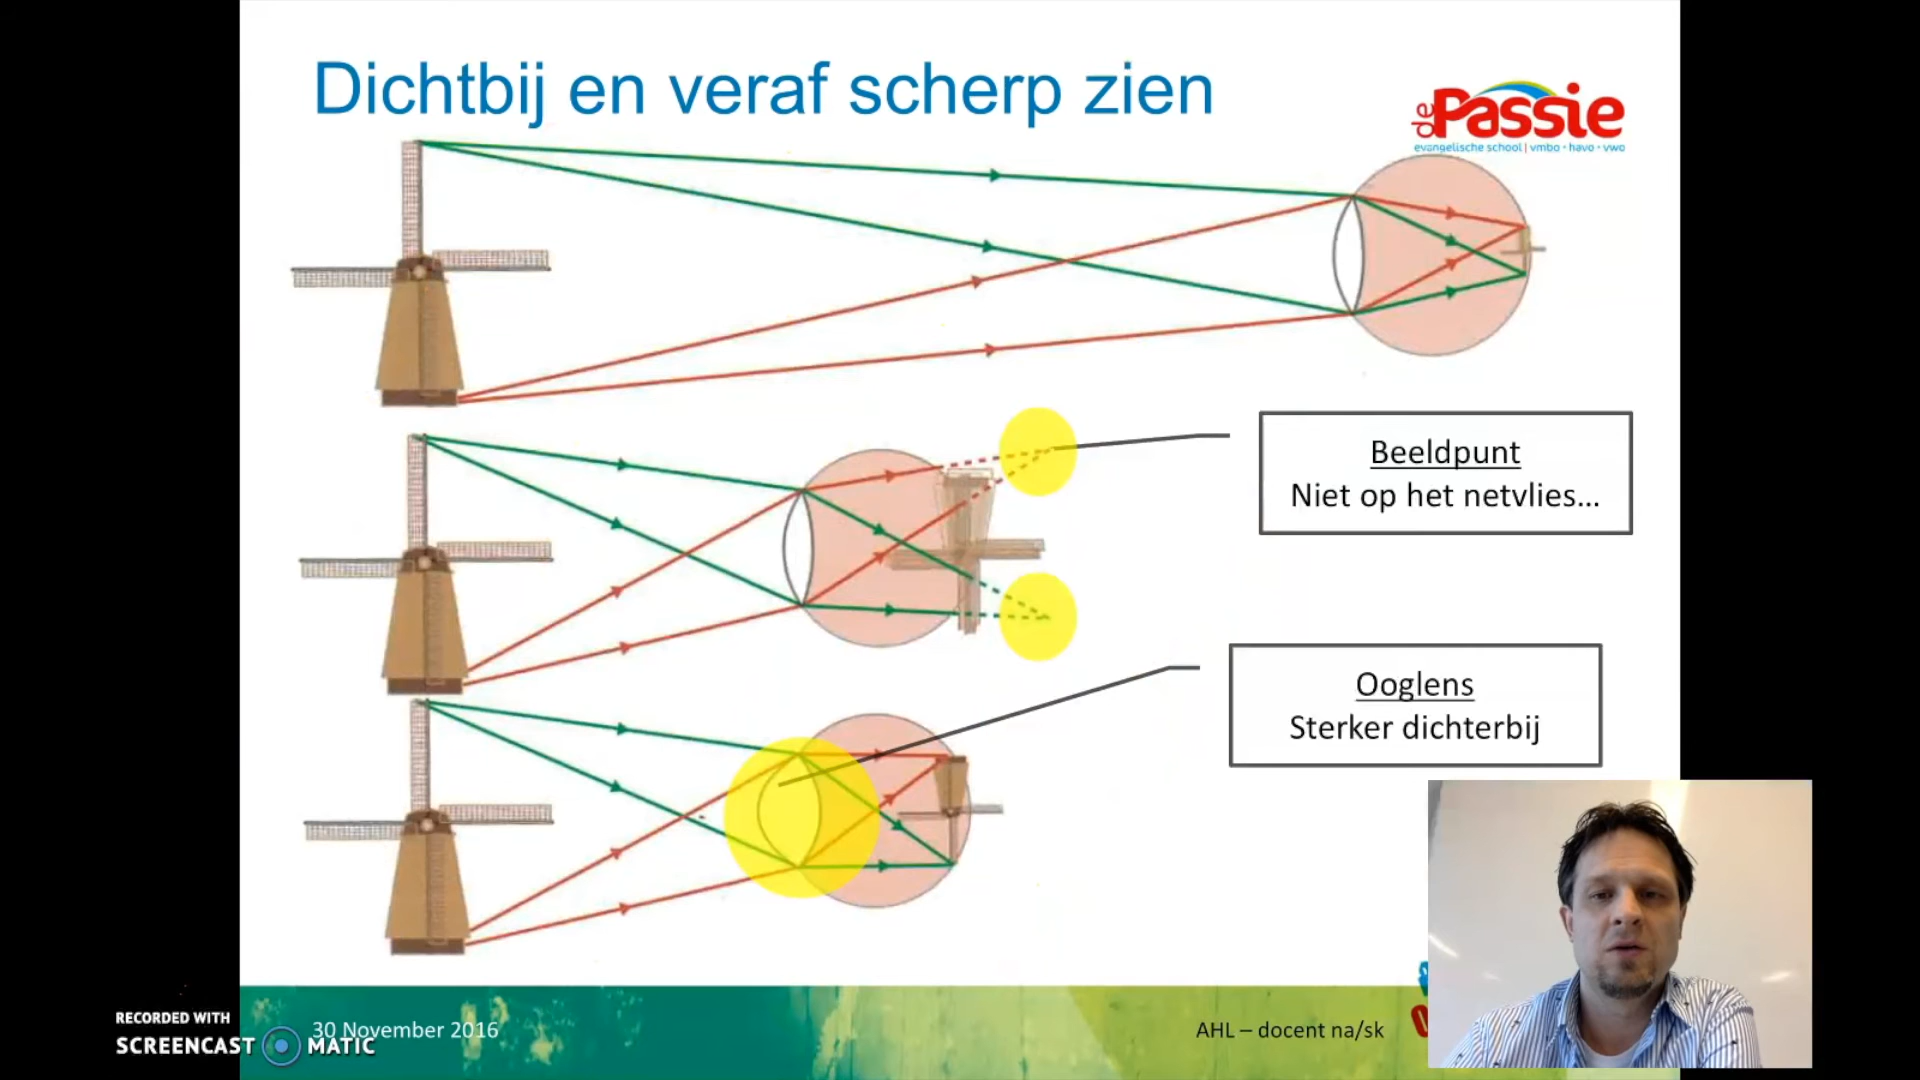 Dichtbij en veraf scherp zien
de Passie
evangelische school | vmbo • havo • vwo
Beeldpunt
Niet op het netvlies...
Ooglens
Sterker dichterbij
30 November 2016
AHL – docent na/sk
RECORDED WITH
SCREENCAST MATIC